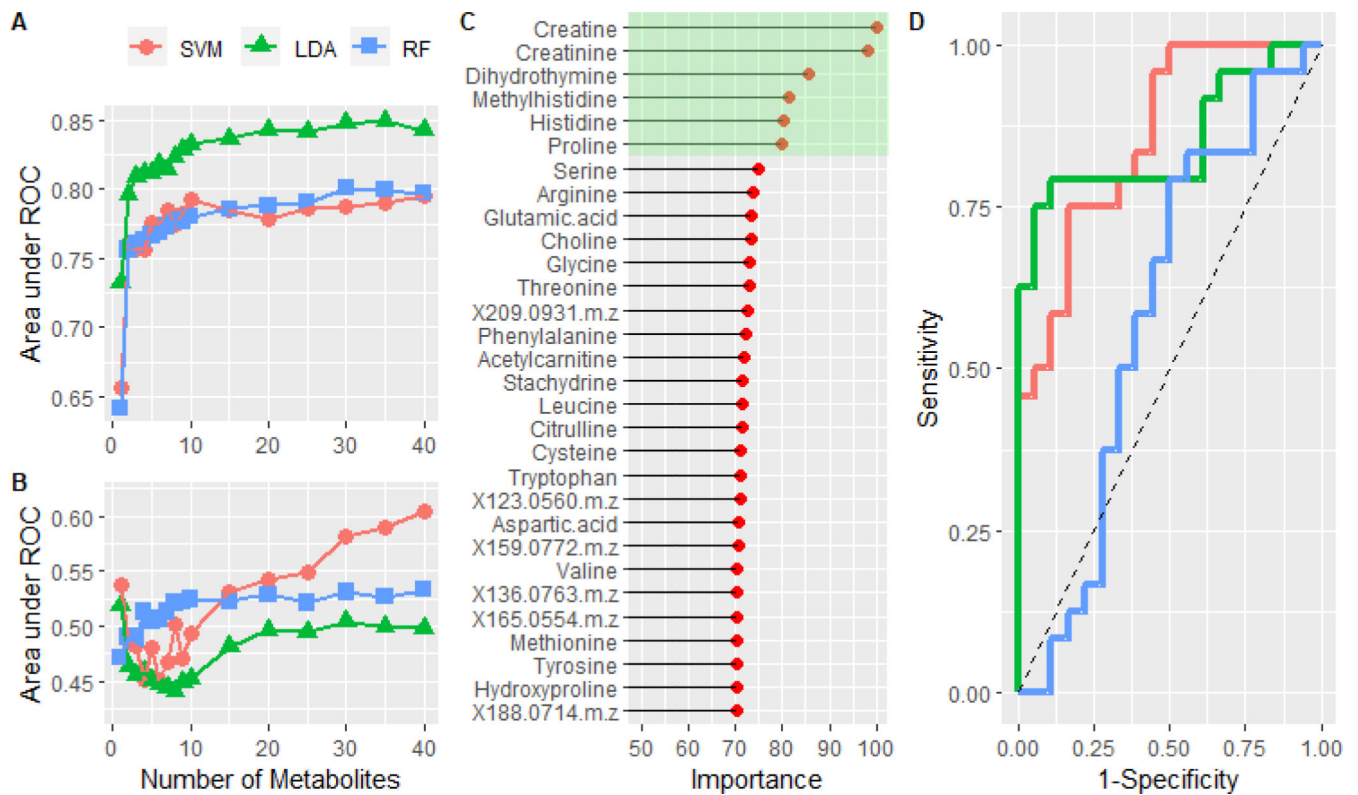 A
SVM
LDA
RF
0.85
0.80
0.75
0.70
0.65
Area under ROC
0
10
20
30
40
B
0.60
0.55
0.50
0.45
Area under ROC
0
10
20
30
40
Number of Metabolites
C
Creatine
Creatinine
Dihydrothymine
Methylhistidine
Histidine
Proline
Serine
Arginine
Glutamic.acid
Choline
Glycine
Threonine
X209.0931.m.z
Phenylalanine
Acetylcarnitine
Stachydrine
Leucine
Citrulline
Cysteine
Tryptophan
X123.0560.m.z
Aspartic.acid
X159.0772.m.z
Valine
X136.0763.m.z
X165.0554.m.z
Methionine
Tyrosine
Hydroxyproline
X188.0714.m.z
50
60
70
80
90
100
Importance
D
1.00
0.75
0.50
0.25
0.00
Sensitivity
0.00
0.25
0.50
0.75
1.00
1-Specificity